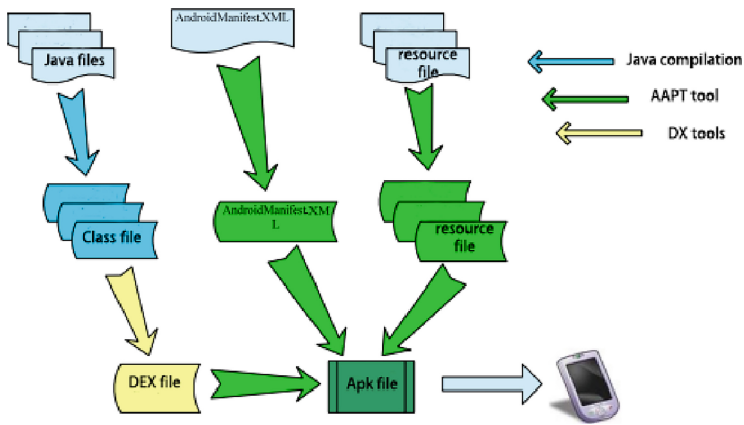 AndroidManifest.XML
Java files
resource
file
Java compilation
AAPT tool
DX tools
AndroidManifest.XM
L
Class file
resource
file
DEX file
Apk file